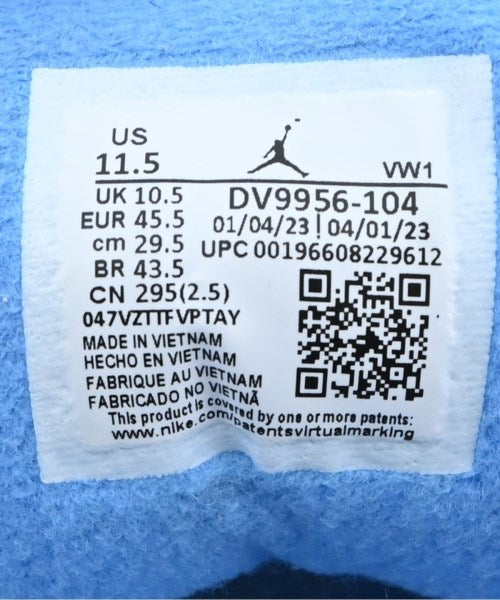 US
11.5
VW1
UK 10.5
DV9956-104
EUR 45.5
01/04/23 | 04/01/23
cm 29.5
UPC 00196608229612
BR 43.5
CN 295(2.5)
047VZTTFVPTAY
MADE IN VIETNAM
HECHO EN VIETNAM
FABRIQUE AU VIETNAM
FABRICADO NO VIETNÃ
This product is covered by one or more patents:
www.nike.com/patentsvirtualmarking